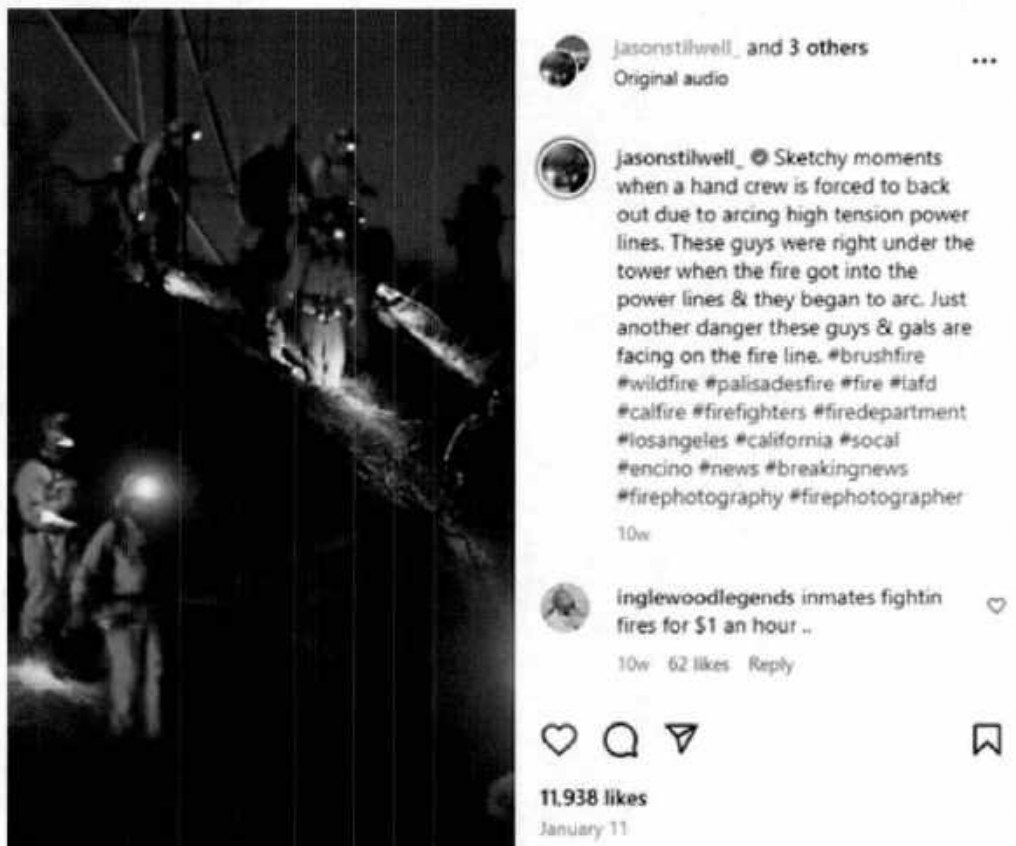 jasonstilwell_ and 3 others
Original audio
jasonstilwell_ Sketchy moments
when a hand crew is forced to back
out due to arcing high tension power
lines. These guys were right under the
tower when the fire got into the
power lines & they began to arc. Just
another danger these guys & gals are
facing on the fire line. #brushfire
#wildfire #palisadesfire #fire #lafd
#calfire #firefighters #firedepartment
#losangeles #california #socal
#encino #news #breakingnews
#firephotography #firephotographer
10w
inglewoodlegends inmates fightin
fires for $1 an hour ..
10w 62 likes Reply
11,938 likes
January 11